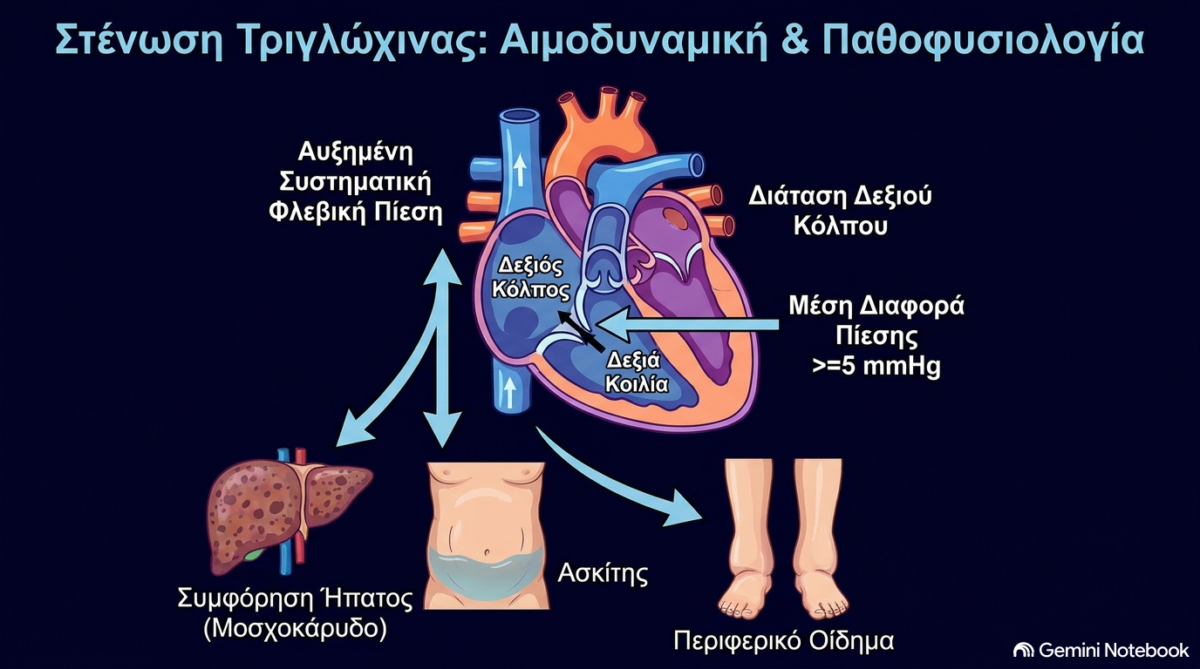 Στένωση Τριγλώχινας: Αιμοδυναμική & Παθοφυσιολογία
Αυξημένη
Συστηματική
Φλεβική Πίεση
Διάταση Δεξιού
Κόλπου
Δεξιός
Κόλπος
Μέση Διαφορά
Πίεσης
>=5 mmHg
Δεξιά
Κοιλία
Ασκίτης
Συμφόρηση Ήπατος
(Μοσχοκάρυδο)
Περιφερικό Οίδημα
Gemini Notebook